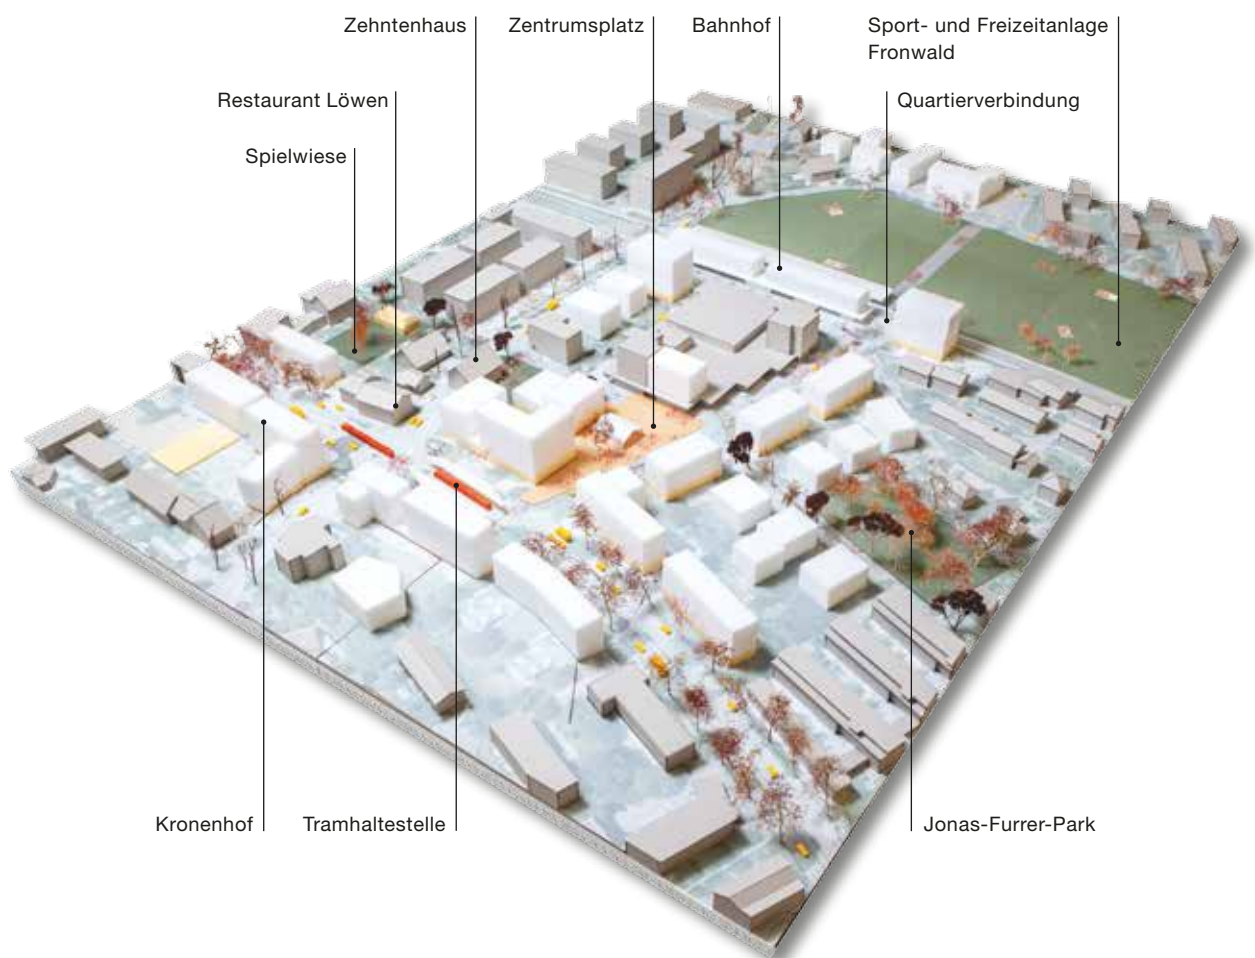 Zehntenhaus
Zentrumsplatz
Bahnhof
Sport- und Freizeitanlage
Fronwald
Restaurant Löwen
Quartierverbindung
Spielwiese
Kronenhof
Tramhaltestelle
Jonas-Furrer-Park